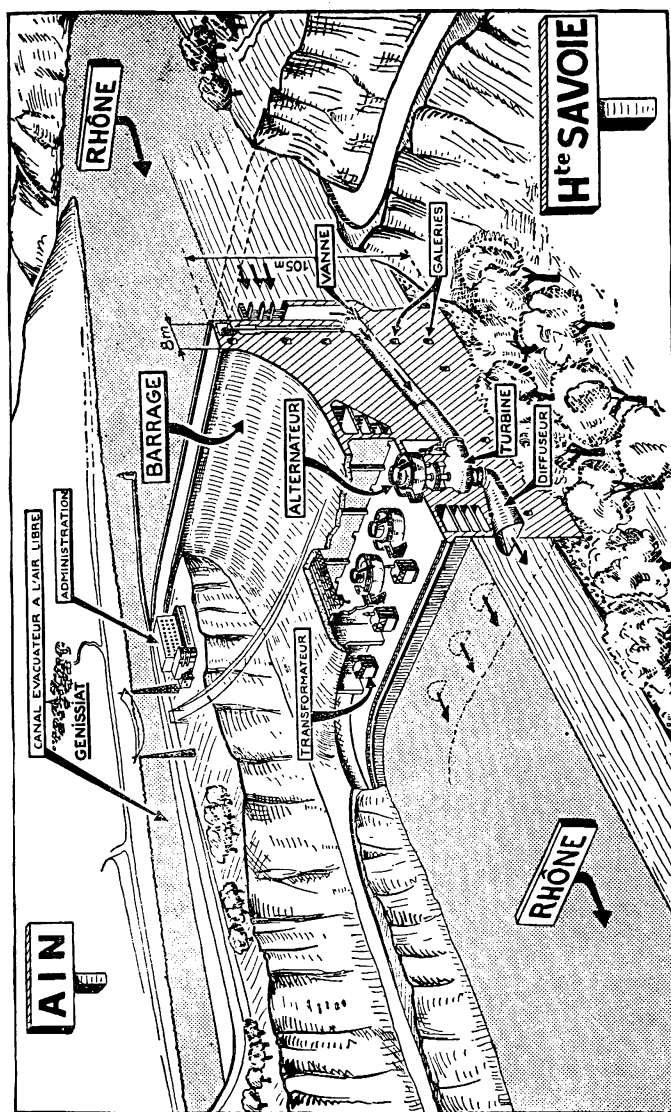 AIN
CANAL EVACUATEUR A L'AIR LIBRE
GÉNISSIAT
ADMINISTRATION
BARRAGE
RHÔNE
8m
105m
VANNE
GALERIES
Hte SAVOIE
ALTERNATEUR
TRANSFORMATEUR
TURBINE
DIFFUSEUR
RHÔNE